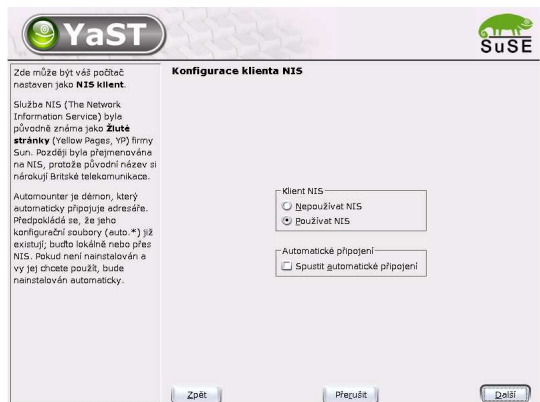 YaST
SuSE
Zde může být váš počítač
nastaven jako NIS klient.
Služba NIS (The Network
Information Service) byla
původně známa jako Žluté
stránky (Yellow Pages, YP) firmy
Sun. Později byla přejmenována
na NIS, protože původní název si
nárokují Britské telekomunikace.
Automounter je démon, který
automaticky připojuje adresáře.
Předpokládá se, že jeho
konfigurační soubory (auto.*) již
existují; buďto lokálně nebo přes
NIS. Pokud není nainstalován a
vy jej chcete použít, bude
nainstalován automaticky.
Konfigurace klienta NIS
Klient NIS
Nepoužívat NIS
Používat NIS
Automatické připojení
Spustit automatické připojení
Zpět
Přerušit
Další